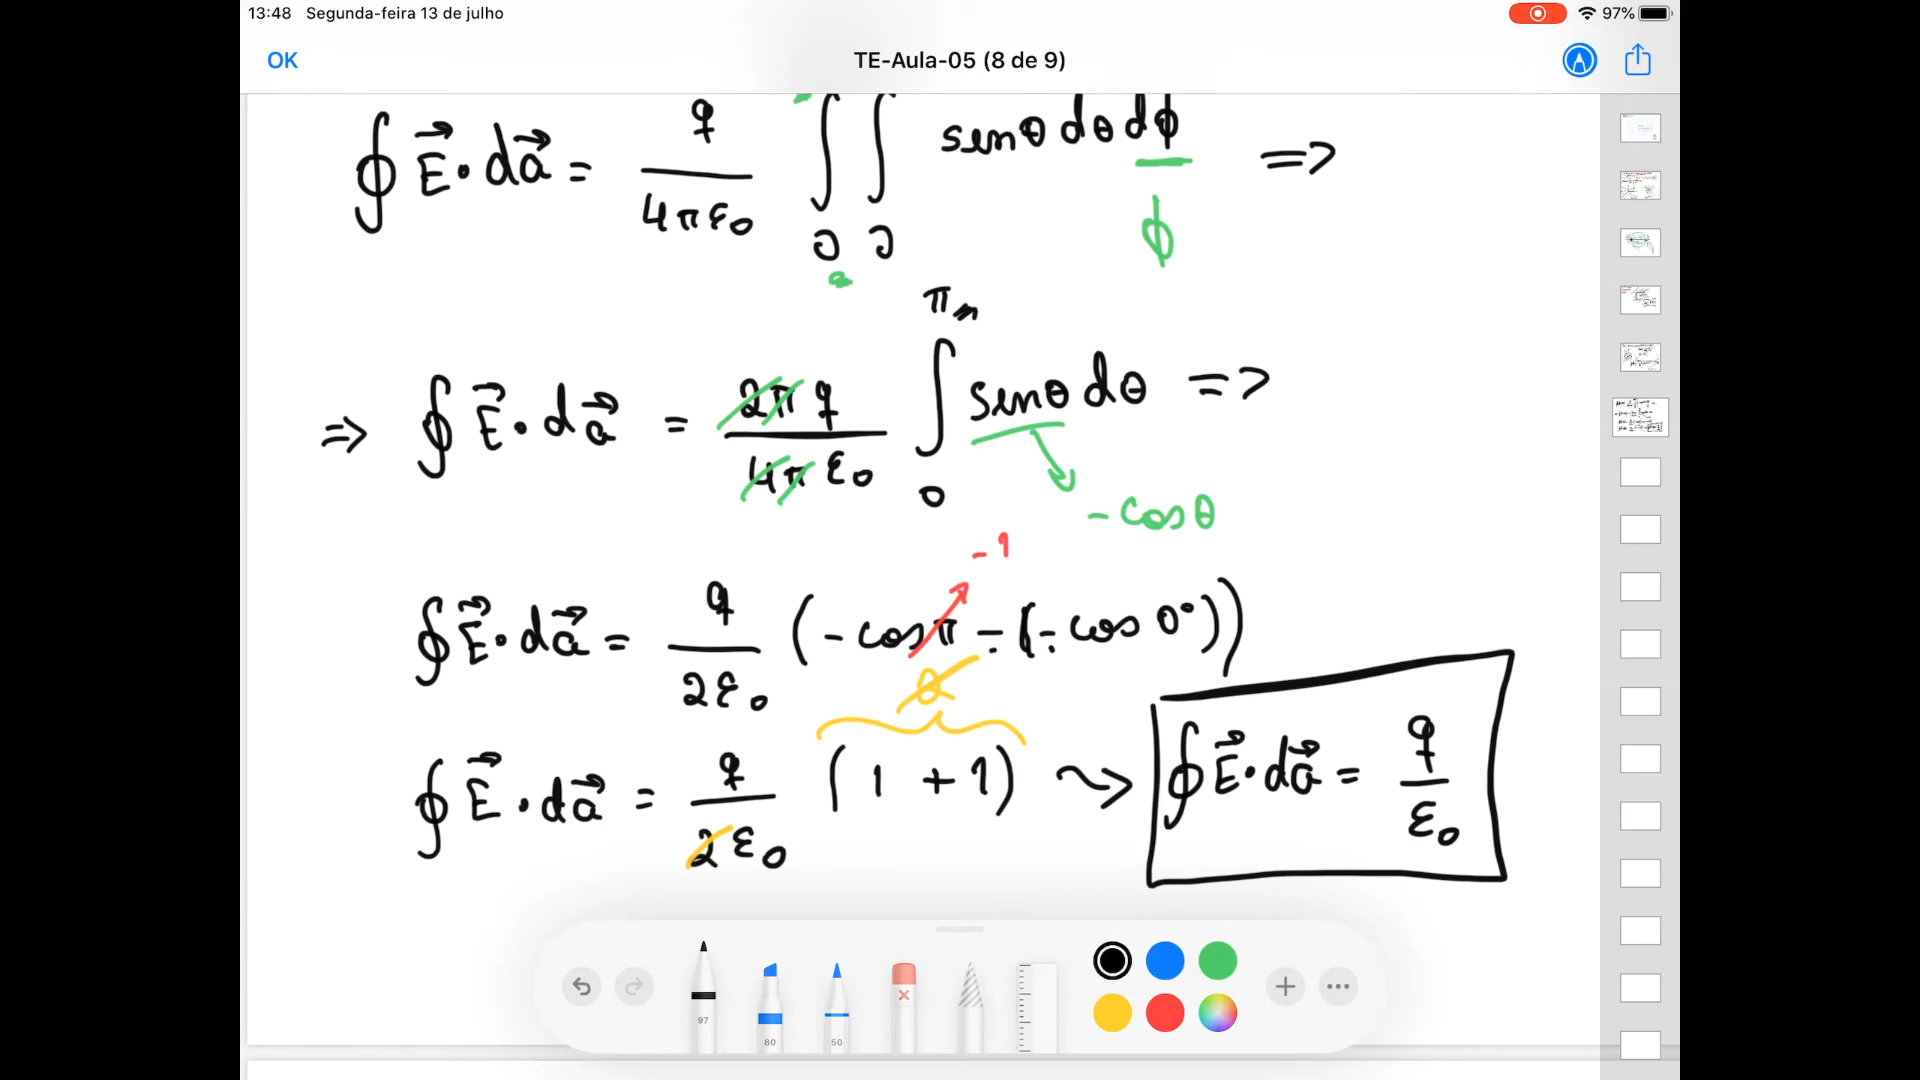 13:48 Segunda-feira 13 de julho 97%
OK TE-Aula-05 (8 de 9)
∮ E⃗ · da⃗ = q / 4πε₀ ∫₀ ∫₀ senθ dθ dϕ =>
ϕ
=> ∮ E⃗ · da⃗ = 2π q / 4π ε₀ ∫₀^π senθ dθ =>
- cosθ
-1
∮ E⃗ · da⃗ = q / 2ε₀ (- cosπ - (- cos 0°))
2
∮ E⃗ · da⃗ = q / 2ε₀ (1 + 1) ⤳ ∮ E⃗ · da⃗ = q / ε₀
97 80 50